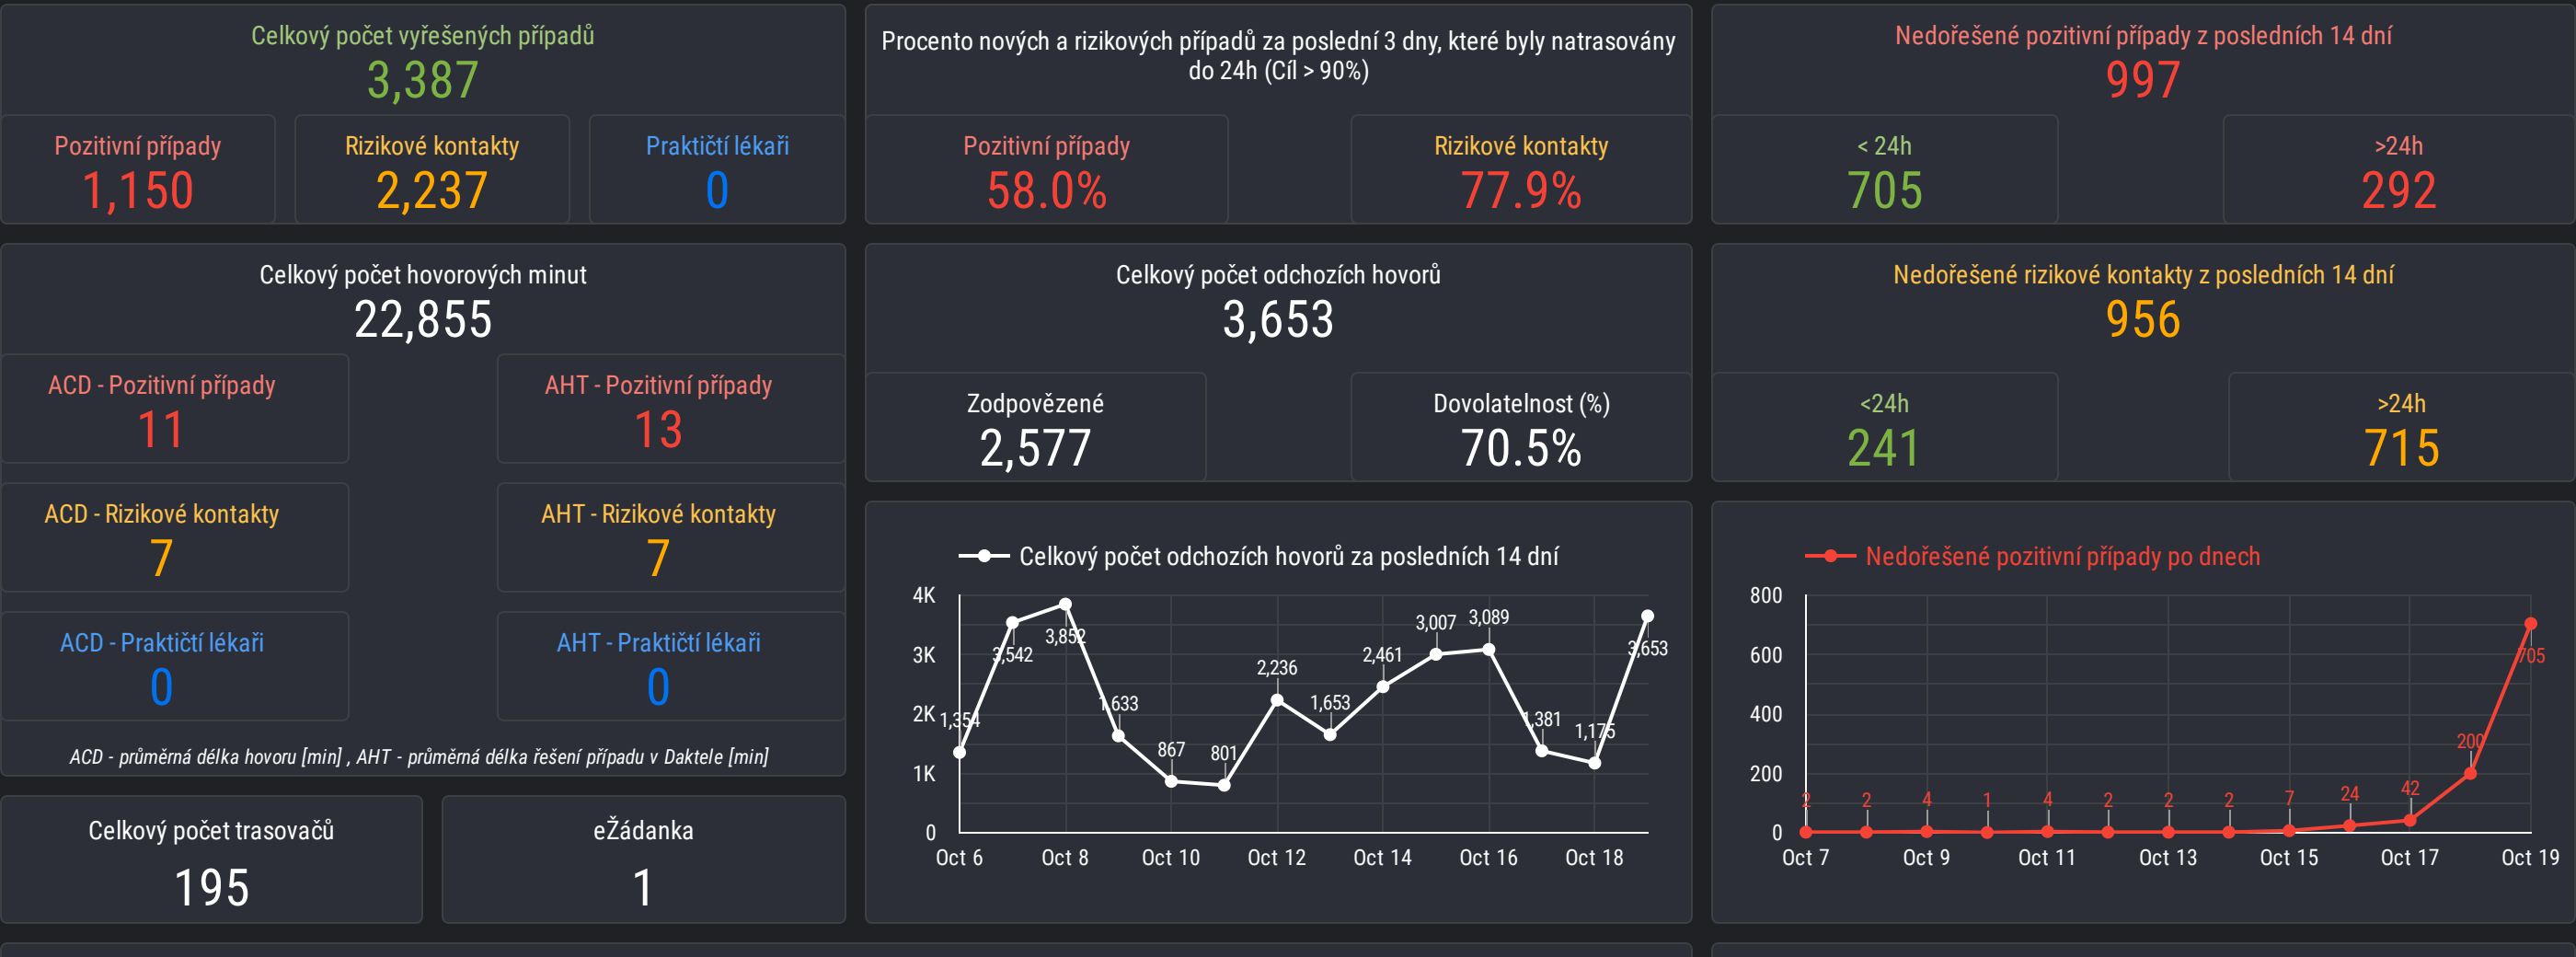 Celkový počet vyřešených případů
3,387
Pozitivní případy
1,150
Rizikové kontakty
2,237
Praktičtí lékaři
0
Procento nových a rizikových případů za poslední 3 dny, které byly natrasovány
do 24h (Cíl > 90%)
Pozitivní případy
58.0%
Rizikové kontakty
77.9%
Nedořešené pozitivní případy z posledních 14 dní
997
< 24h
705
>24h
292
Celkový počet hovorových minut
22,855
ACD - Pozitivní případy
11
AHT - Pozitivní případy
13
ACD - Rizikové kontakty
7
AHT - Rizikové kontakty
7
ACD - Praktičtí lékaři
0
AHT - Praktičtí lékaři
0
ACD - průměrná délka hovoru [min] , AHT - průměrná délka řešení případu v Daktele [min]
Celkový počet trasovačů
195
eŽádanka
1
Celkový počet odchozích hovorů
3,653
Zodpovězené
2,577
Dovolatelnost (%)
70.5%
Nedořešené rizikové kontakty z posledních 14 dní
956
<24h
241
>24h
715
Celkový počet odchozích hovorů za posledních 14 dní
4K
3K
2K
1K
0
1,354
3,542
3,852
1,633
867
801
2,236
1,653
2,461
3,007
3,089
1,381
1,175
3,653
Oct 6
Oct 8
Oct 10
Oct 12
Oct 14
Oct 16
Oct 18
Nedořešené pozitivní případy po dnech
800
600
400
200
0
2
2
4
1
4
2
2
2
7
24
42
200
705
Oct 7
Oct 9
Oct 11
Oct 13
Oct 15
Oct 17
Oct 19